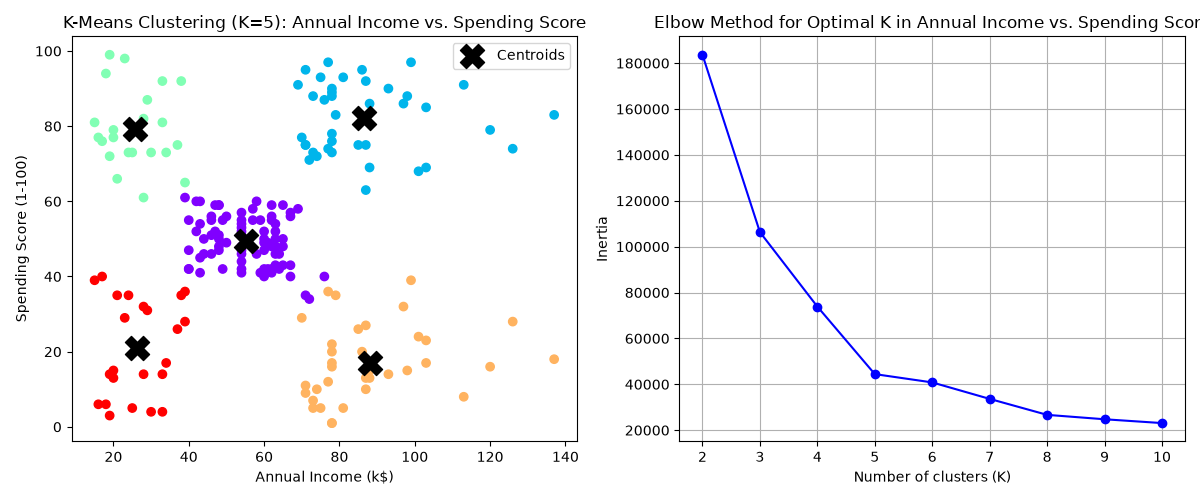 K-Means Clustering (K=5): Annual Income vs. Spending Score
Centroids
100
80
60
40
20
0
Spending Score (1-100)
20 40 60 80 100 120 140
Annual Income (k$)
Elbow Method for Optimal K in Annual Income vs. Spending Scor
180000
160000
140000
120000
100000
80000
60000
40000
20000
Inertia
2 3 4 5 6 7 8 9 10
Number of clusters (K)